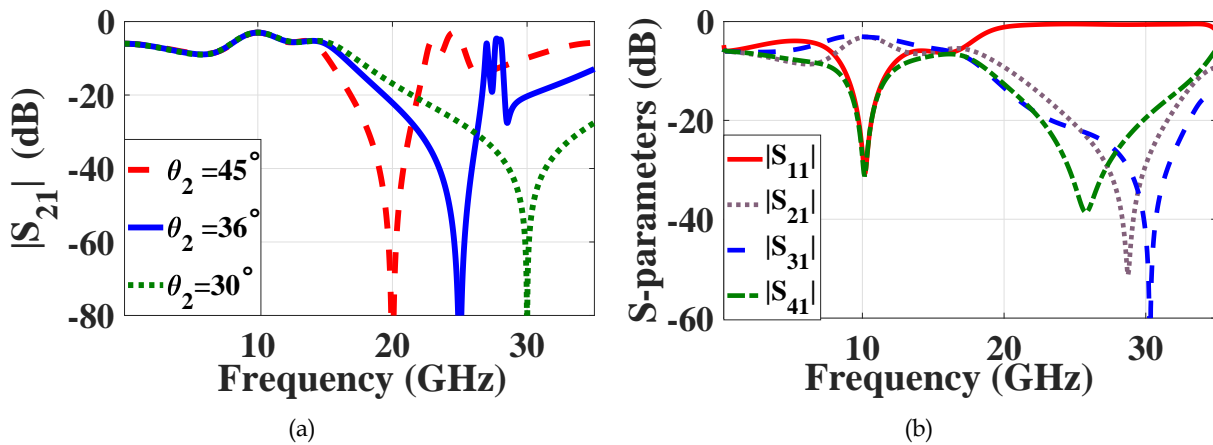 |S21| (dB)
0
-20
-40
-60
-80
θ2 =45°
θ2 =36°
θ2=30°
10 20 30
Frequency (GHz)
(a)
S-parameters (dB)
0
-20
-40
-60
|S11|
|S21|
|S31|
|S41|
10 20 30
Frequency (GHz)
(b)